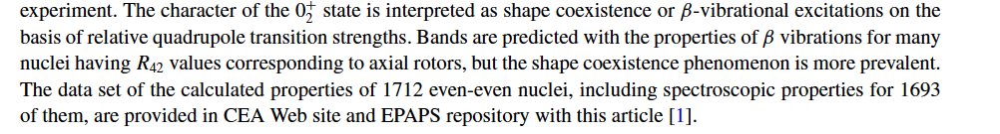 experiment. The character of the 0₂⁺ state is interpreted as shape coexistence or β-vibrational excitations on the
basis of relative quadrupole transition strengths. Bands are predicted with the properties of β vibrations for many
nuclei having R₄₂ values corresponding to axial rotors, but the shape coexistence phenomenon is more prevalent.
The data set of the calculated properties of 1712 even-even nuclei, including spectroscopic properties for 1693
of them, are provided in CEA Web site and EPAPS repository with this article [1].